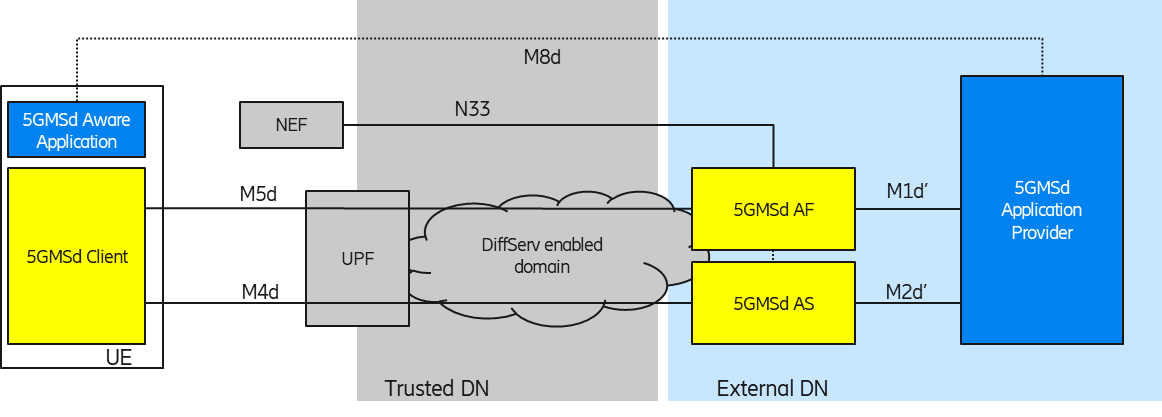 M8d
5GMSd Aware
Application
NEF
N33
M5d
5GMSd AF
M1d’
5GMSd
Application
Provider
5GMSd Client
UPF
DiffServ enabled
domain
M4d
5GMSd AS
M2d’
UE
Trusted DN
External DN